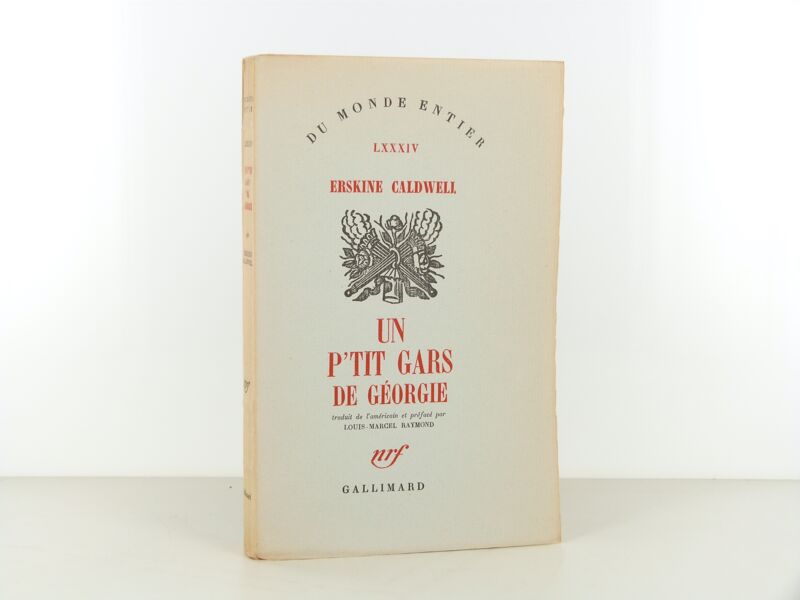 DU MONDE ENTIER
LXXXIV
ERSKINE CALDWELL
UN
P'TIT GARS
DE GÉORGIE
traduit de l'américain et préfacé par
LOUIS-MARCEL RAYMOND
nrf
GALLIMARD